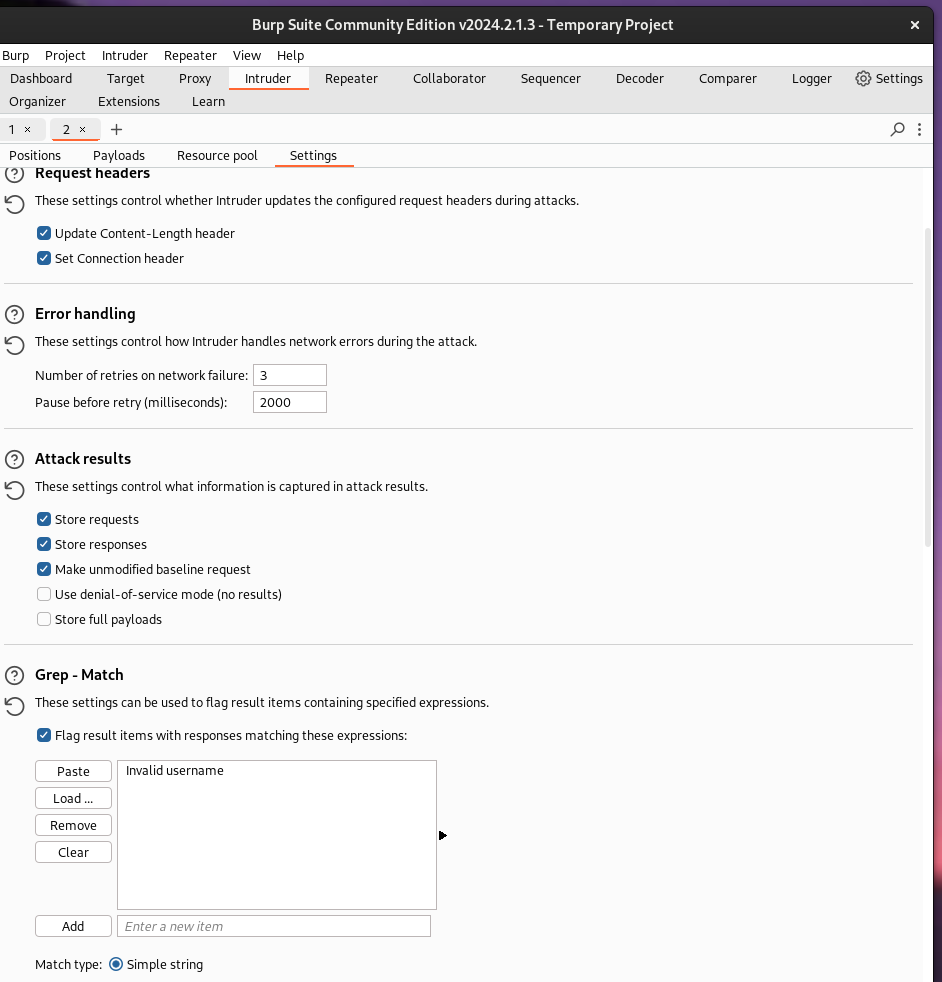 Burp Suite Community Edition v2024.2.1.3 - Temporary Project
Burp Project Intruder Repeater View Help
Dashboard Target Proxy Intruder Repeater Collaborator Sequencer Decoder Comparer Logger Settings
Organizer Extensions Learn
1 × 2 × +
Positions Payloads Resource pool Settings
Request headers
These settings control whether Intruder updates the configured request headers during attacks.
Update Content-Length header
Set Connection header
Error handling
These settings control how Intruder handles network errors during the attack.
Number of retries on network failure: 3
Pause before retry (milliseconds): 2000
Attack results
These settings control what information is captured in attack results.
Store requests
Store responses
Make unmodified baseline request
Use denial-of-service mode (no results)
Store full payloads
Grep - Match
These settings can be used to flag result items containing specified expressions.
Flag result items with responses matching these expressions:
Paste Invalid username
Load ...
Remove
Clear
Add Enter a new item
Match type: Simple string